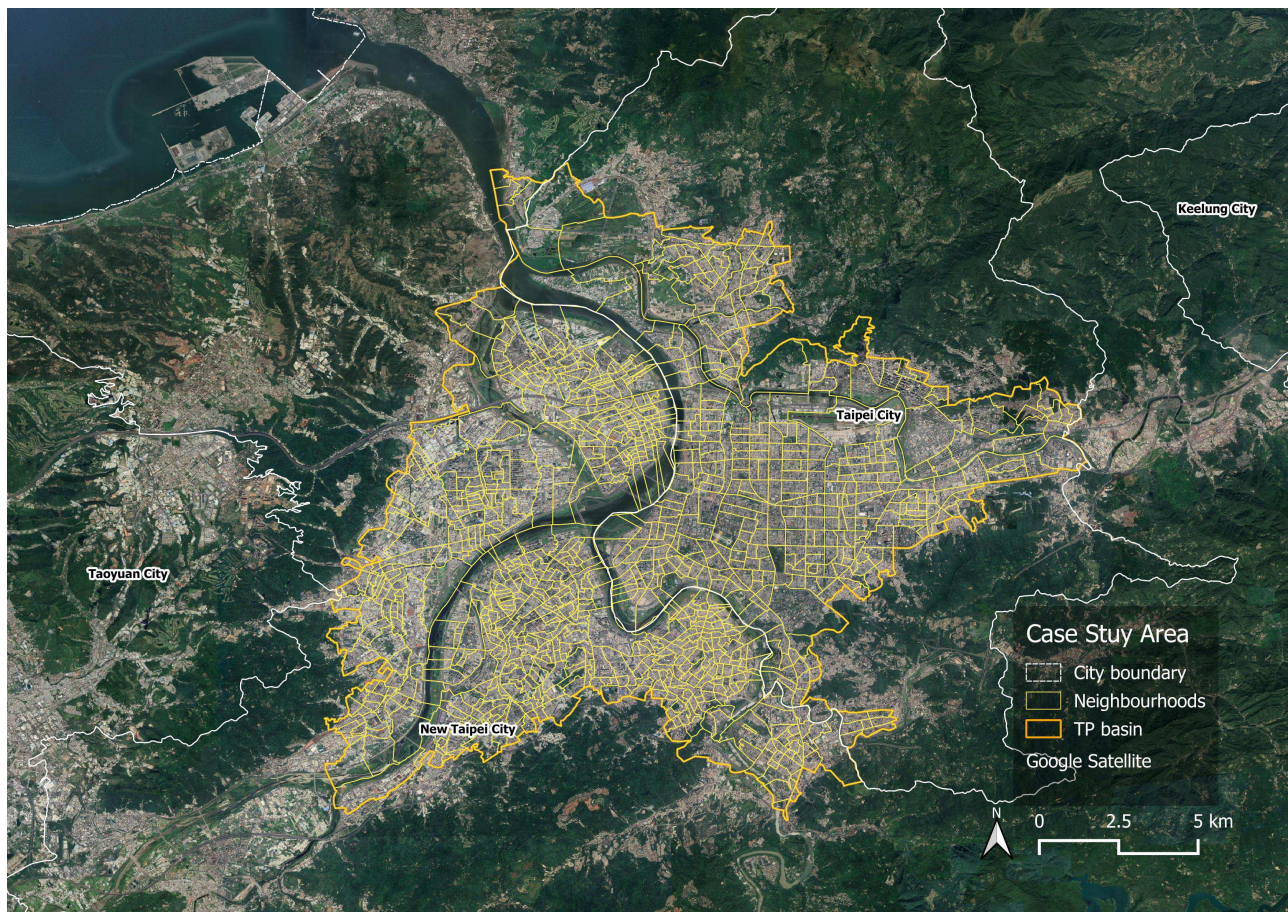 Keelung City
Taipei City
Taoyuan City
New Taipei City
Case Stuy Area
City boundary
Neighbourhoods
TP basin
Google Satellite
N
0 2.5 5 km